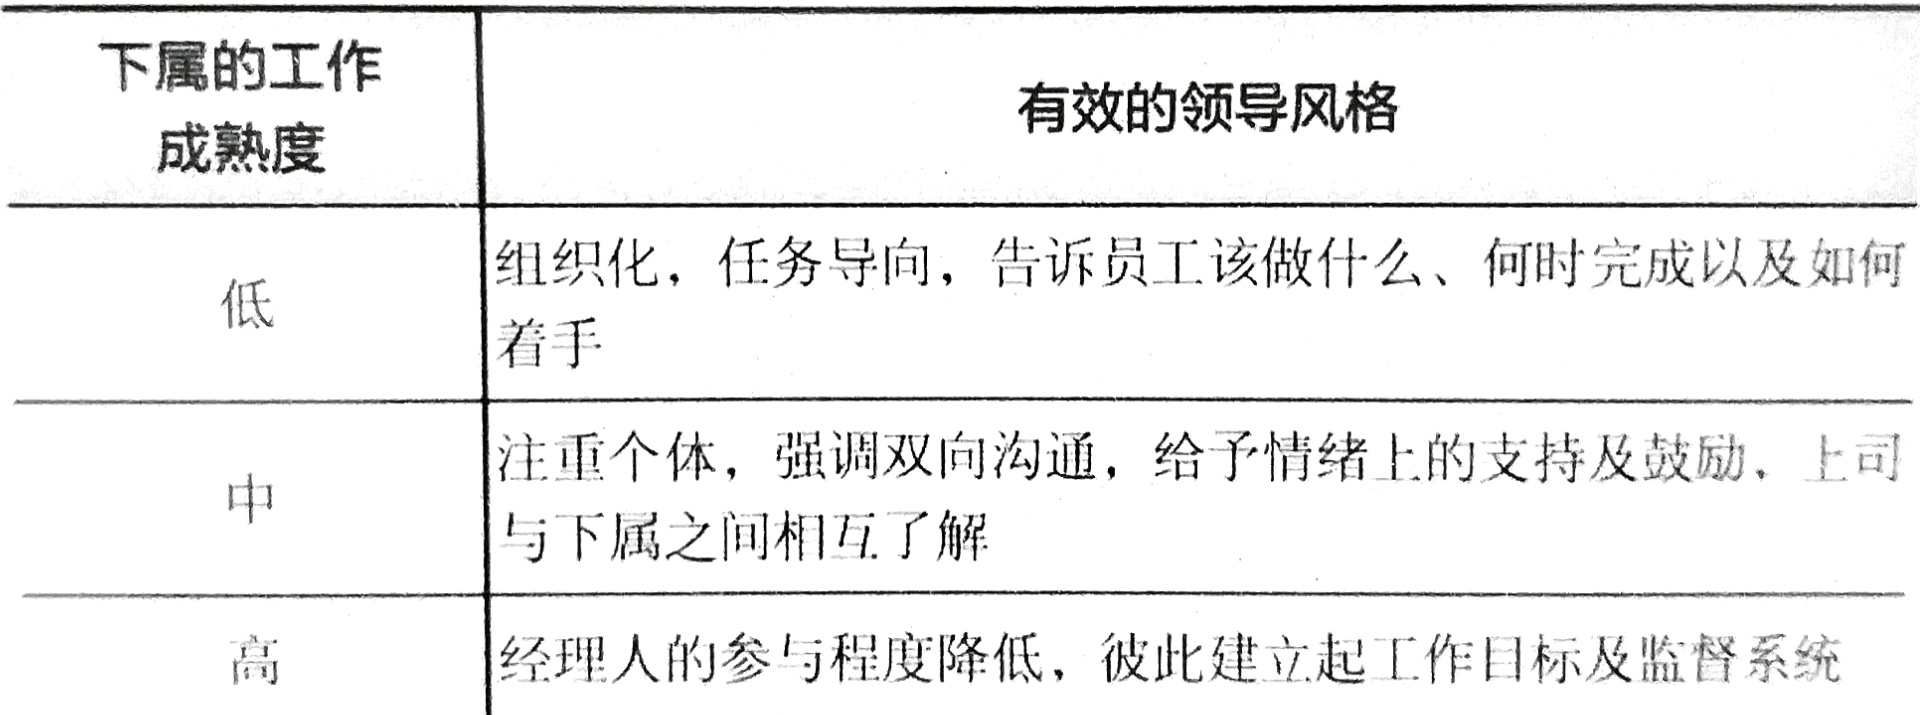 下属的工作
成熟度
有效的领导风格
低
组织化，任务导向，告诉员工该做什么、何时完成以及如何
着手
中
注重个体，强调双向沟通，给予情绪上的支持及鼓励，上司
与下属之间相互了解
高
经理人的参与程度降低，彼此建立起工作目标及监督系统